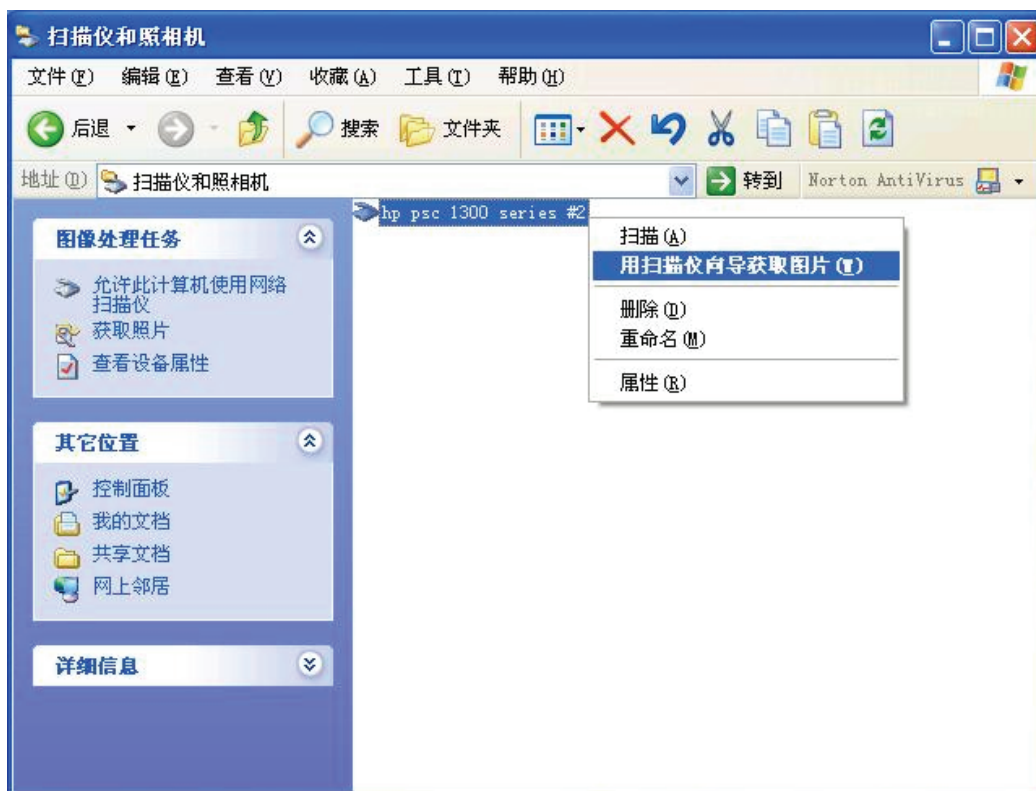 扫描仪和照相机
文件(F) 编辑(E) 查看(V) 收藏(A) 工具(T) 帮助(H)
后退 搜索 文件夹
地址(D) 扫描仪和照相机 转到 Norton AntiVirus
图像处理任务
允许此计算机使用网络
扫描仪
获取照片
查看设备属性
其它位置
控制面板
我的文档
共享文档
网上邻居
详细信息
hp psc 1300 series #2
扫描(A)
用扫描仪向导获取图片(W)
删除(D)
重命名(M)
属性(R)